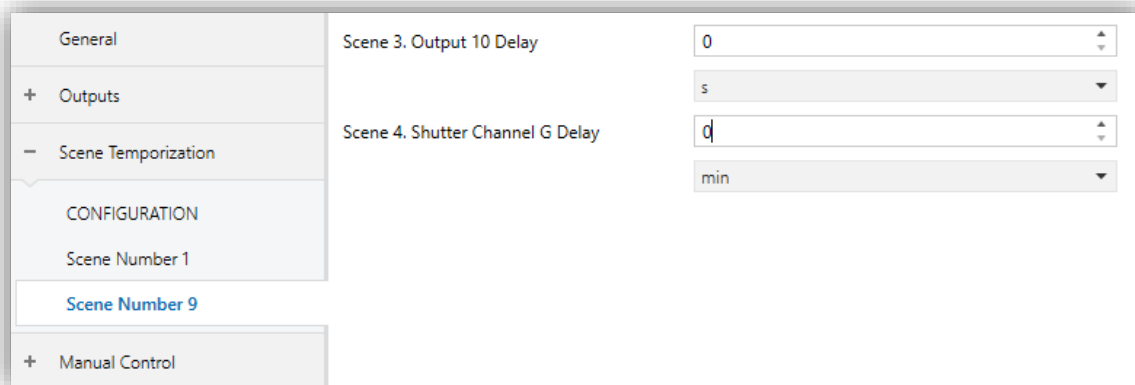 General
+ Outputs
− Scene Temporization
CONFIGURATION
Scene Number 1
Scene Number 9
+ Manual Control
Scene 3. Output 10 Delay
0
s
Scene 4. Shutter Channel G Delay
0
min